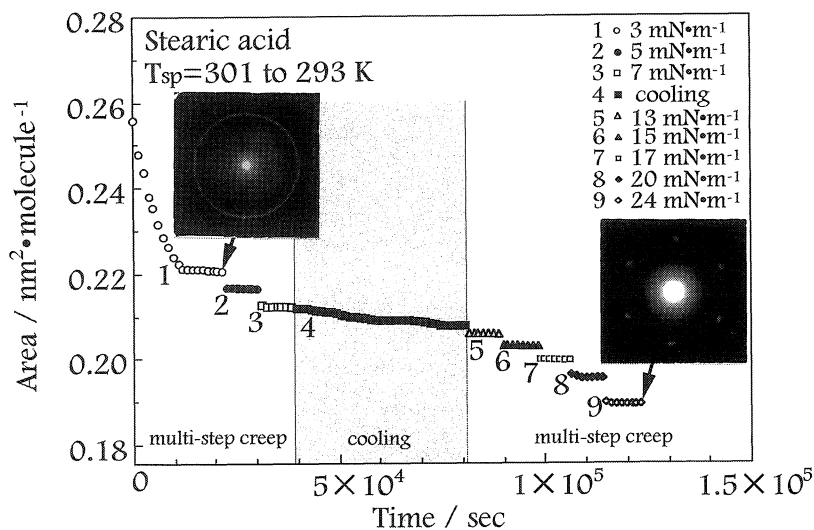 Stearic acid
Tsp=301 to 293 K
1 3 mN•m-1
2 5 mN•m-1
3 7 mN•m-1
4 cooling
5 13 mN•m-1
6 15 mN•m-1
7 17 mN•m-1
8 20 mN•m-1
9 24 mN•m-1
Area / nm²•molecule-1
0.28
0.26
0.24
0.22
0.20
0.18
1
2
3
4
5
6
7
8
9
multi-step creep
cooling
multi-step creep
0
5×10⁴
1×10⁵
1.5×10⁵
Time / sec